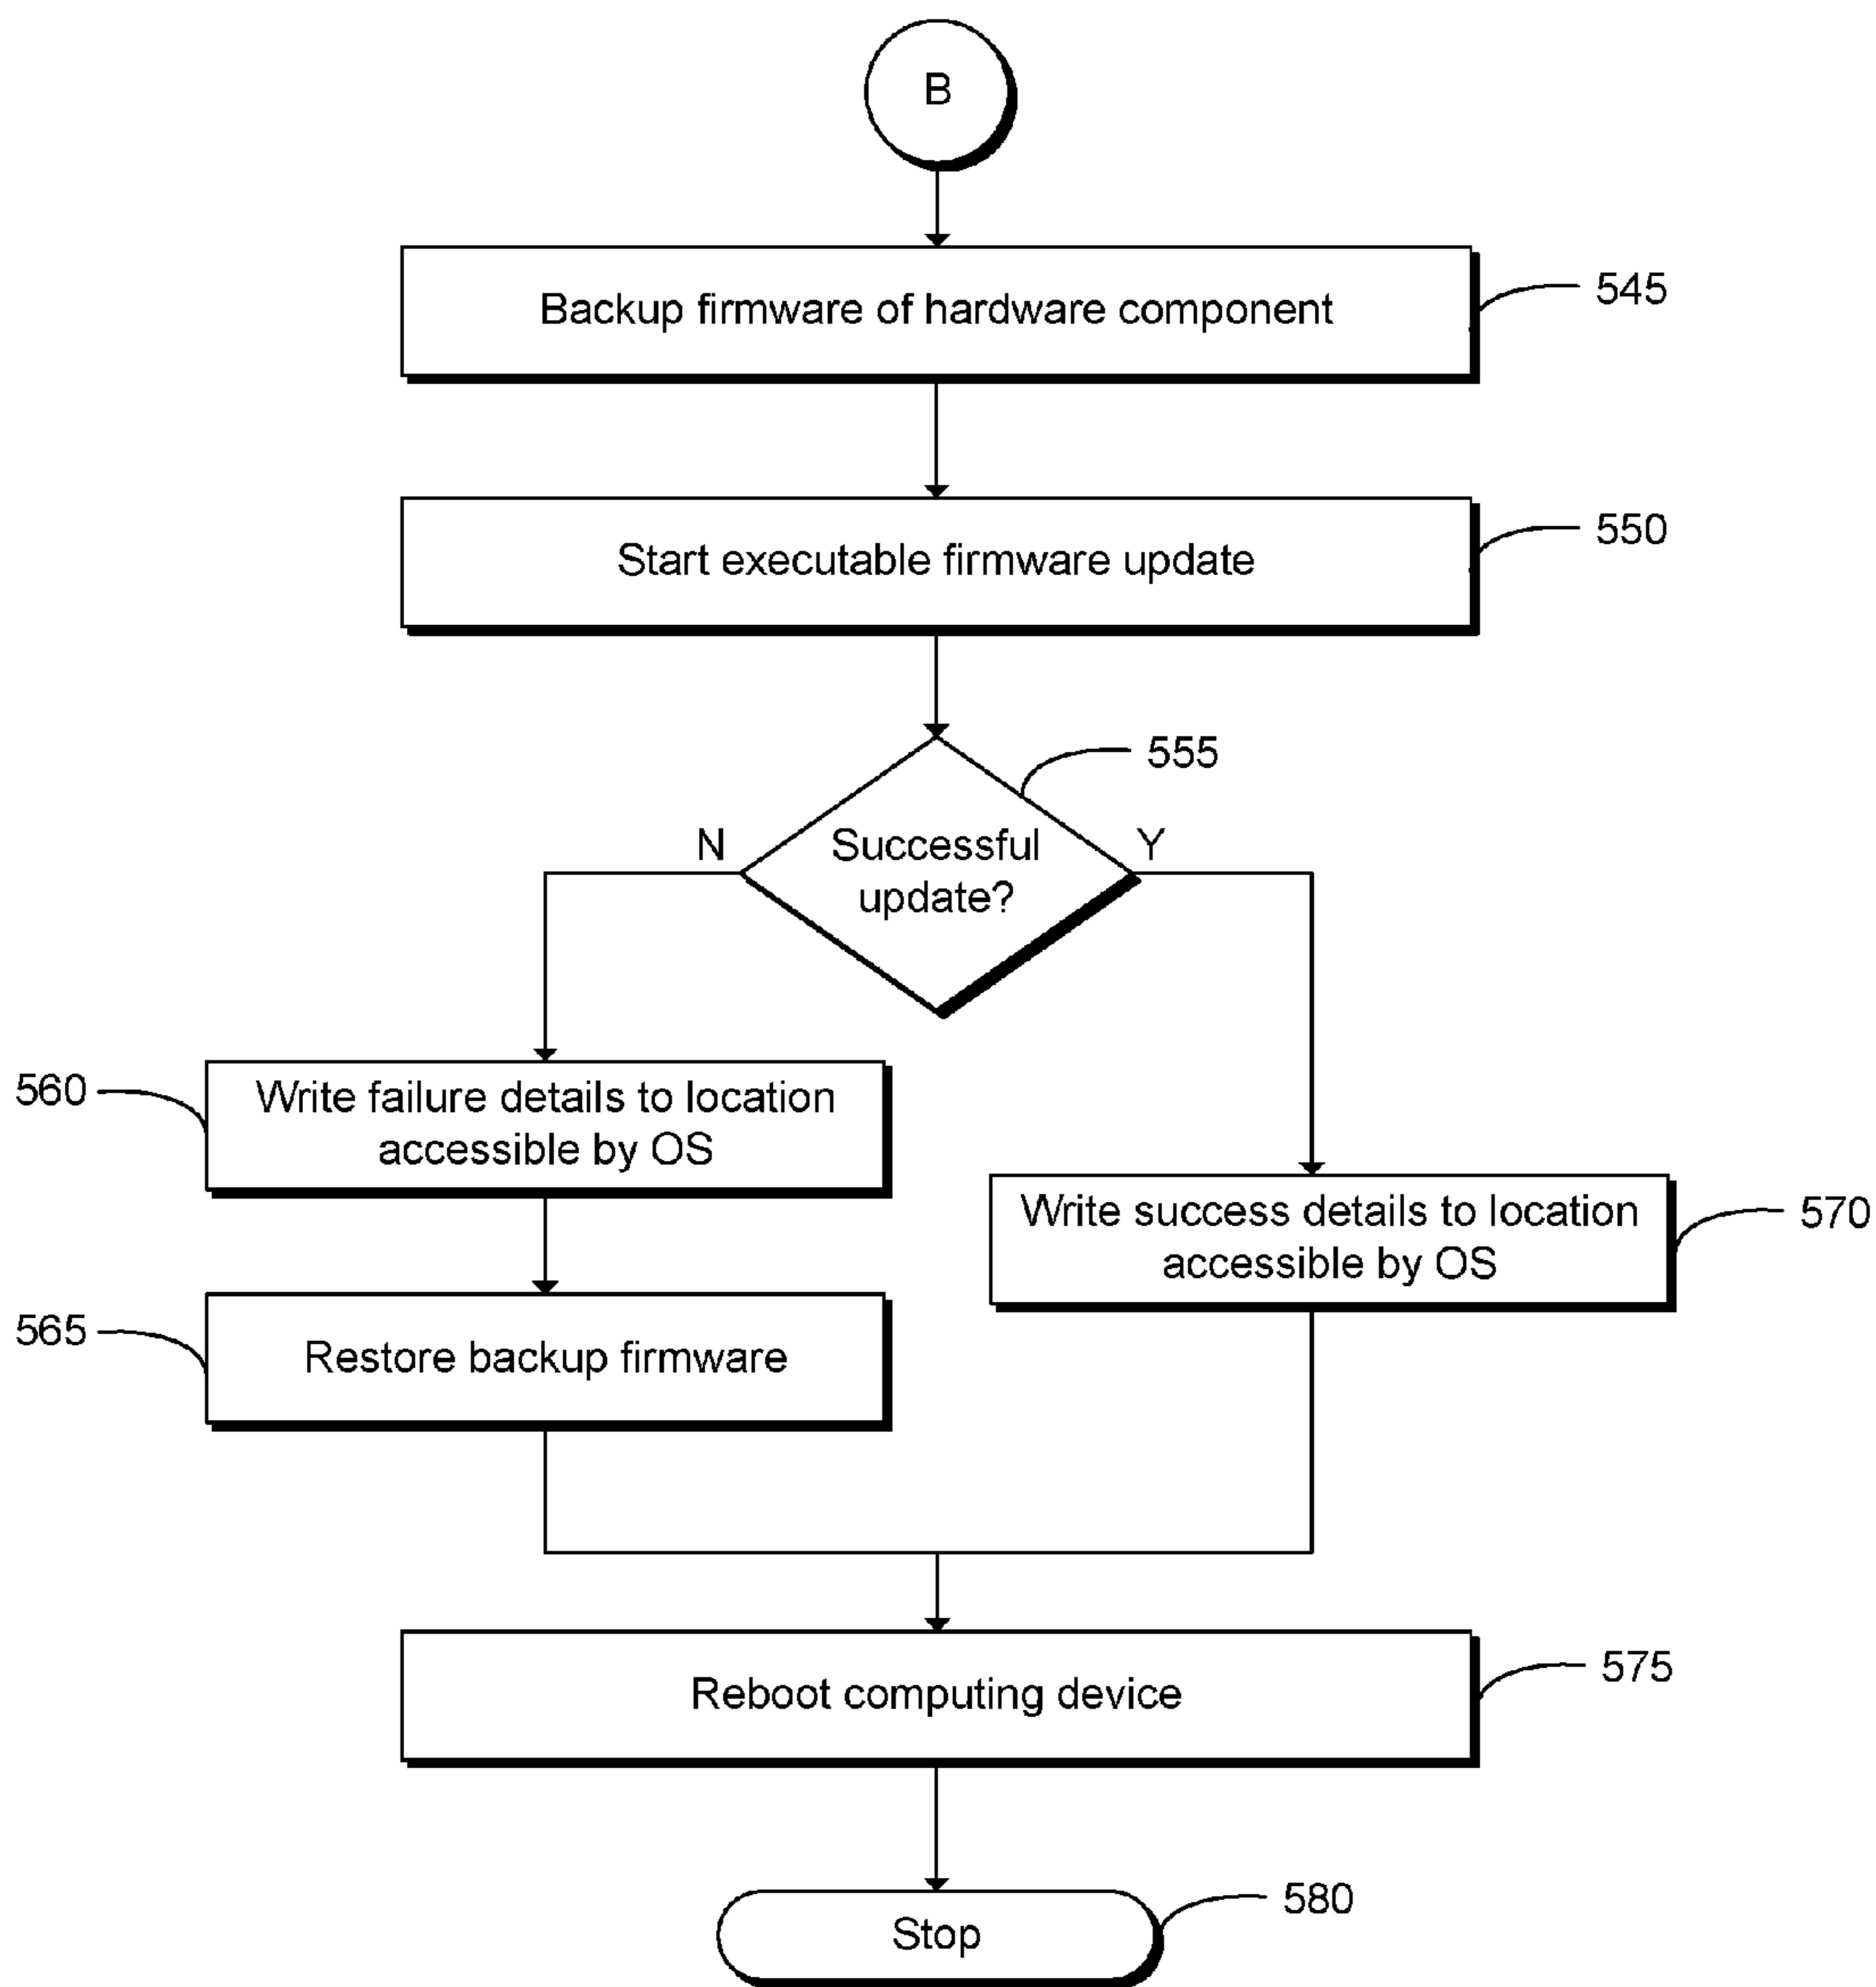 B
Backup firmware of hardware component
545
Start executable firmware update
550
555
N
Successful
update?
Y
560
Write failure details to location
accessible by OS
Write success details to location
accessible by OS
570
565
Restore backup firmware
Reboot computing device
575
Stop
580